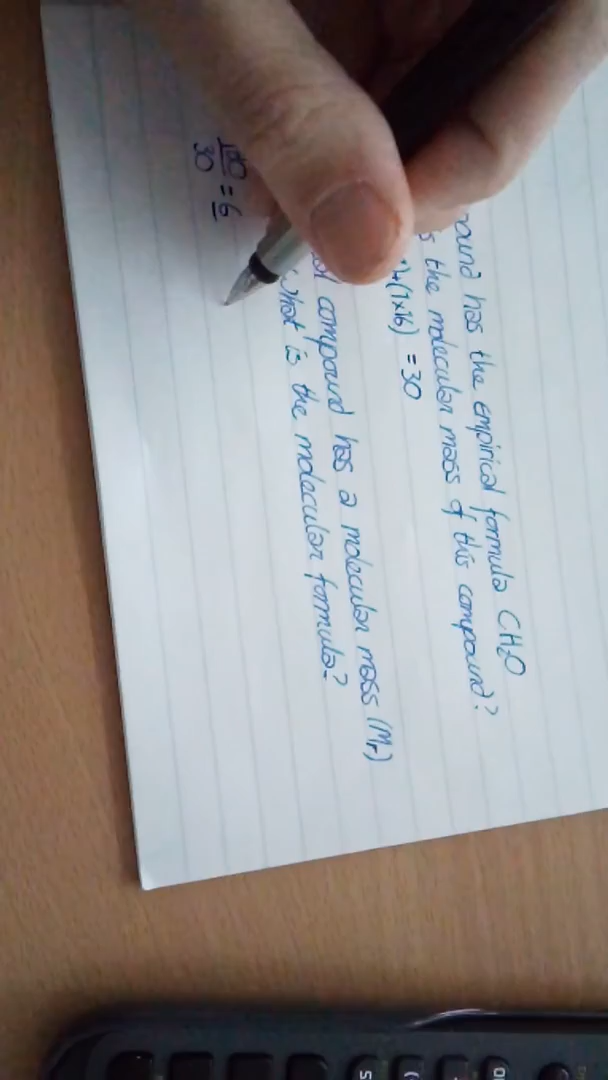 has the empirical formula CH₂O
the molecular mass of this compound?
(1x16) = 30
compound has a molecular mass (Mr)
What is the molecular formula?
180/30 = 6
S
(